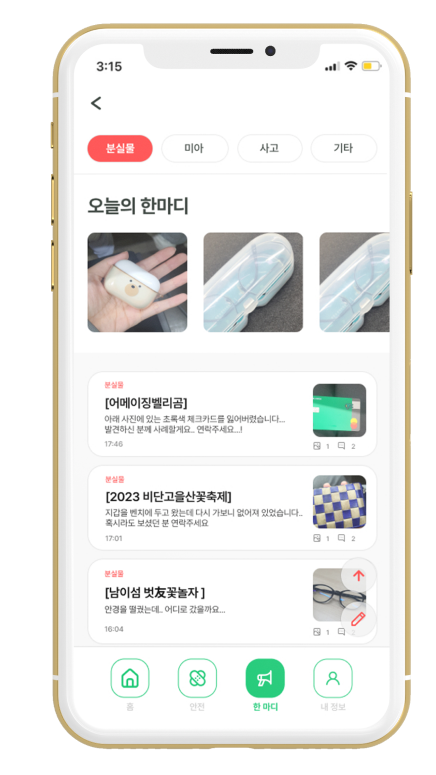 3:15
분실물
미아
사고
기타
오늘의 한마디
분실물
[어메이징벨리곰]
아래 사진에 있는 초록색 체크카드를 잃어버렸습니다...
발견하신 분께 사례할게요.. 연락주세요...!
17:46
1 2
분실물
[2023 비단고을산꽃축제]
지갑을 벤치에 두고 왔는데 다시 가보니 없어져 있었습니다..
혹시라도 보셨던 분 연락주세요
17:01
1 2
분실물
[남이섬 벗友꽃놀자 ]
안경을 떨궜는데.. 어디로 갔을까요...
16:04
1
홈
안전
한 마디
내 정보